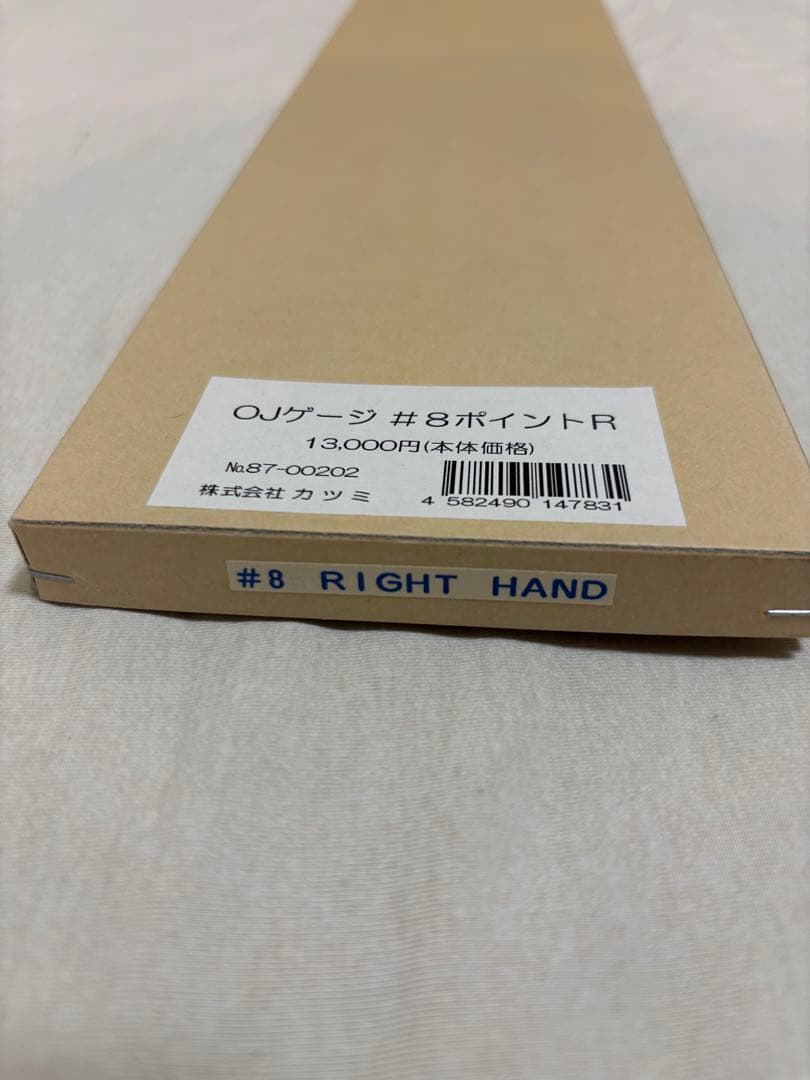 OJゲージ ＃８ポイントR
13,000円(本体価格)
№87-00202
株式会社 カツミ
4 582490 147831
#8 RIGHT HAND